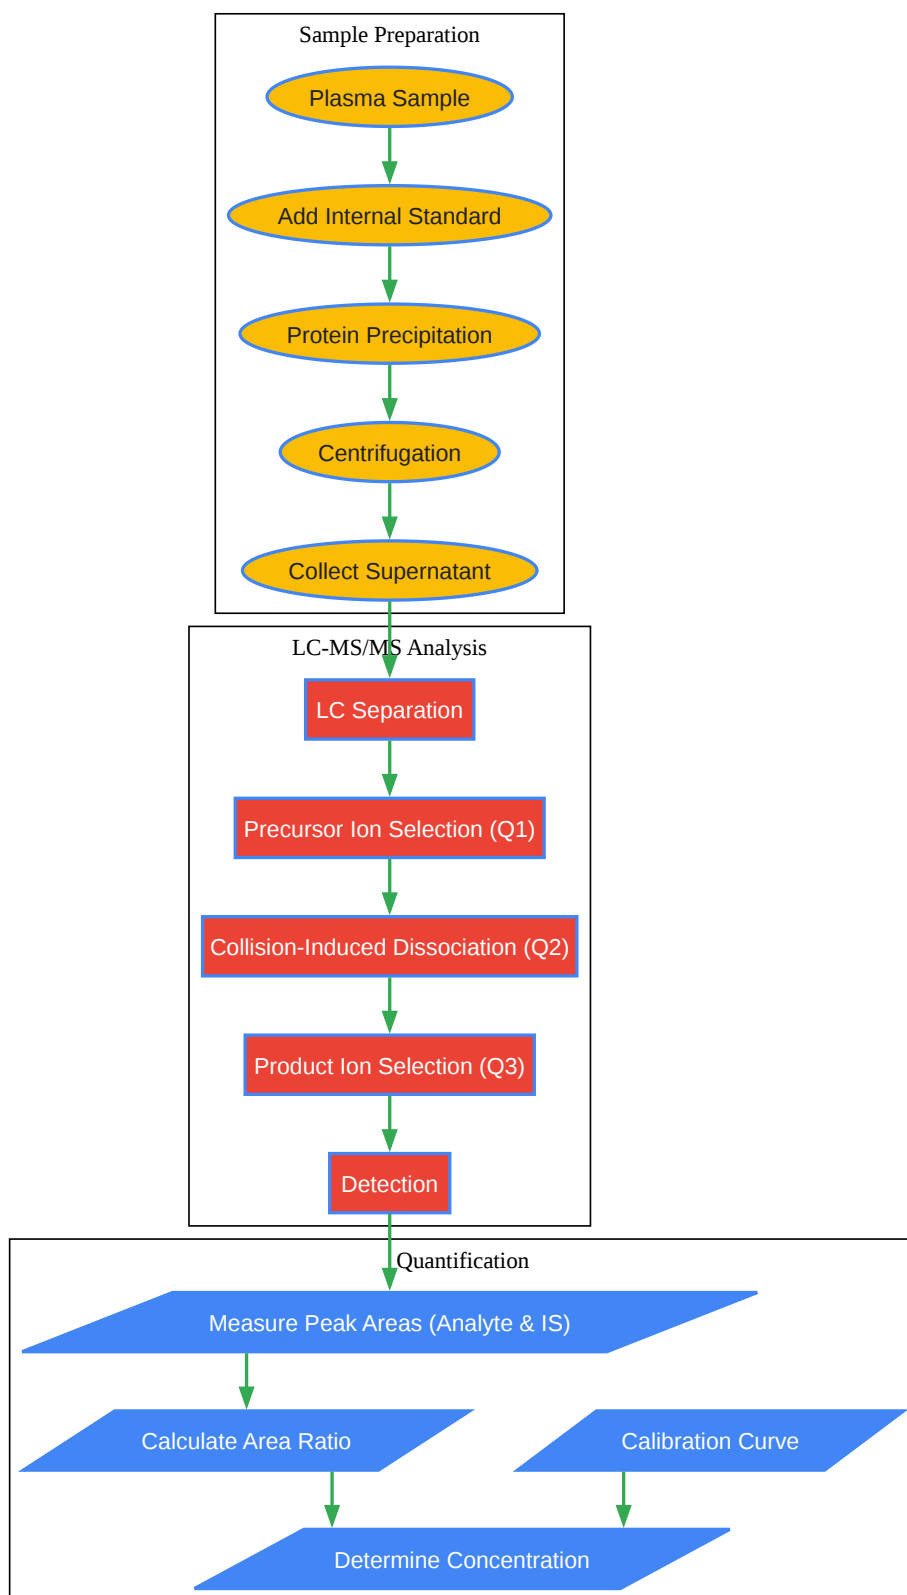 Sample Preparation
Plasma Sample
Add Internal Standard
Protein Precipitation
Centrifugation
Collect Supernatant
LC-MS/MS Analysis
LC Separation
Precursor Ion Selection (Q1)
Collision-Induced Dissociation (Q2)
Product Ion Selection (Q3)
Detection
Quantification
Measure Peak Areas (Analyte & IS)
Calculate Area Ratio
Calibration Curve
Determine Concentration